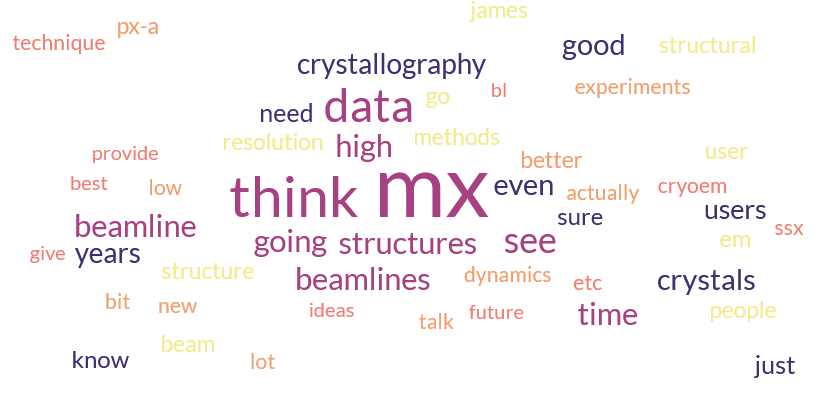 james
px-a
technique
good
structural
crystallography
experiments
bl
go
data
need
methods
resolution
high
provide
user
better
best
low
think
mx
even
actually
cryoem
users
sure
ssx
beamline
em
give
years
going
structures
see
structure
beamlines
dynamics
etc
crystals
bit
new
ideas
talk
future
time
people
beam
know
lot
just